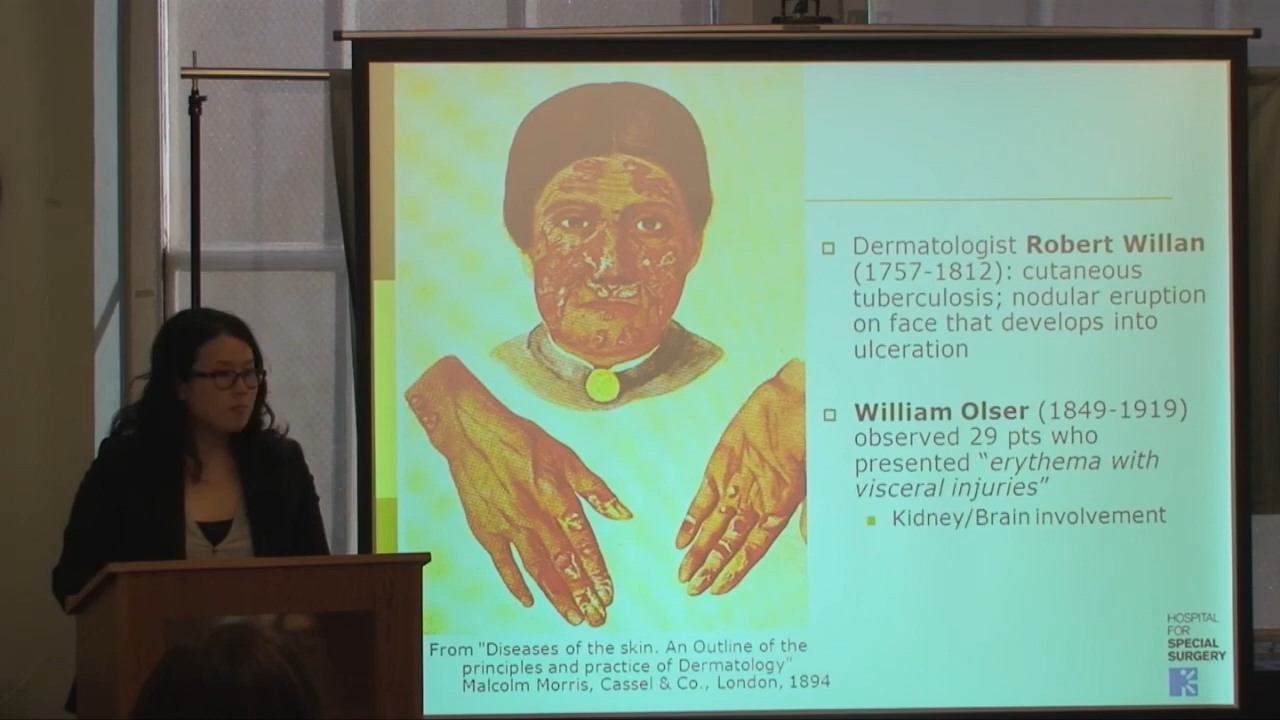 Dermatologist Robert Willan
(1757-1812): cutaneous
tuberculosis; nodular eruption
on face that develops into
ulceration
William Olser (1849-1919)
observed 29 pts who
presented “erythema with
visceral injuries”
Kidney/Brain involvement
From "Diseases of the skin. An Outline of the
principles and practice of Dermatology"
Malcolm Morris, Cassel & Co., London, 1894
HOSPITAL
FOR
SPECIAL
SURGERY